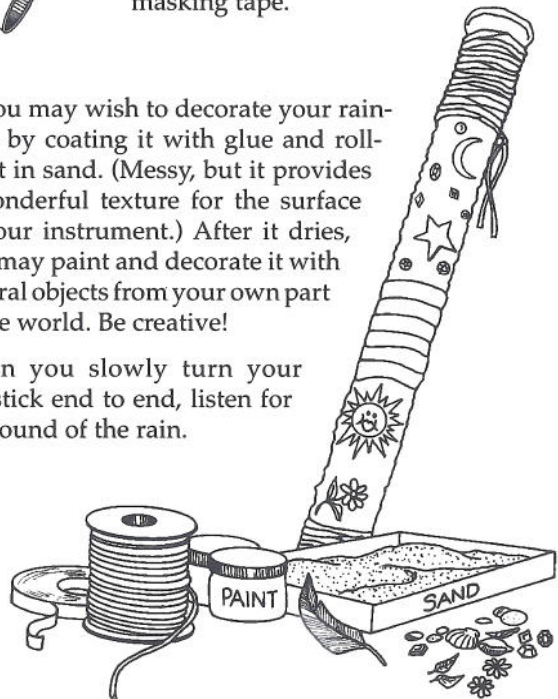 masking tape.
ou may wish to decorate your rain-
by coating it with glue and roll-
t in sand. (Messy, but it provides
onderful texture for the surface
our instrument.) After it dries,
may paint and decorate it with
ral objects from your own part
e world. Be creative!
n you slowly turn your
stick end to end, listen for
ound of the rain.
PAINT
SAND